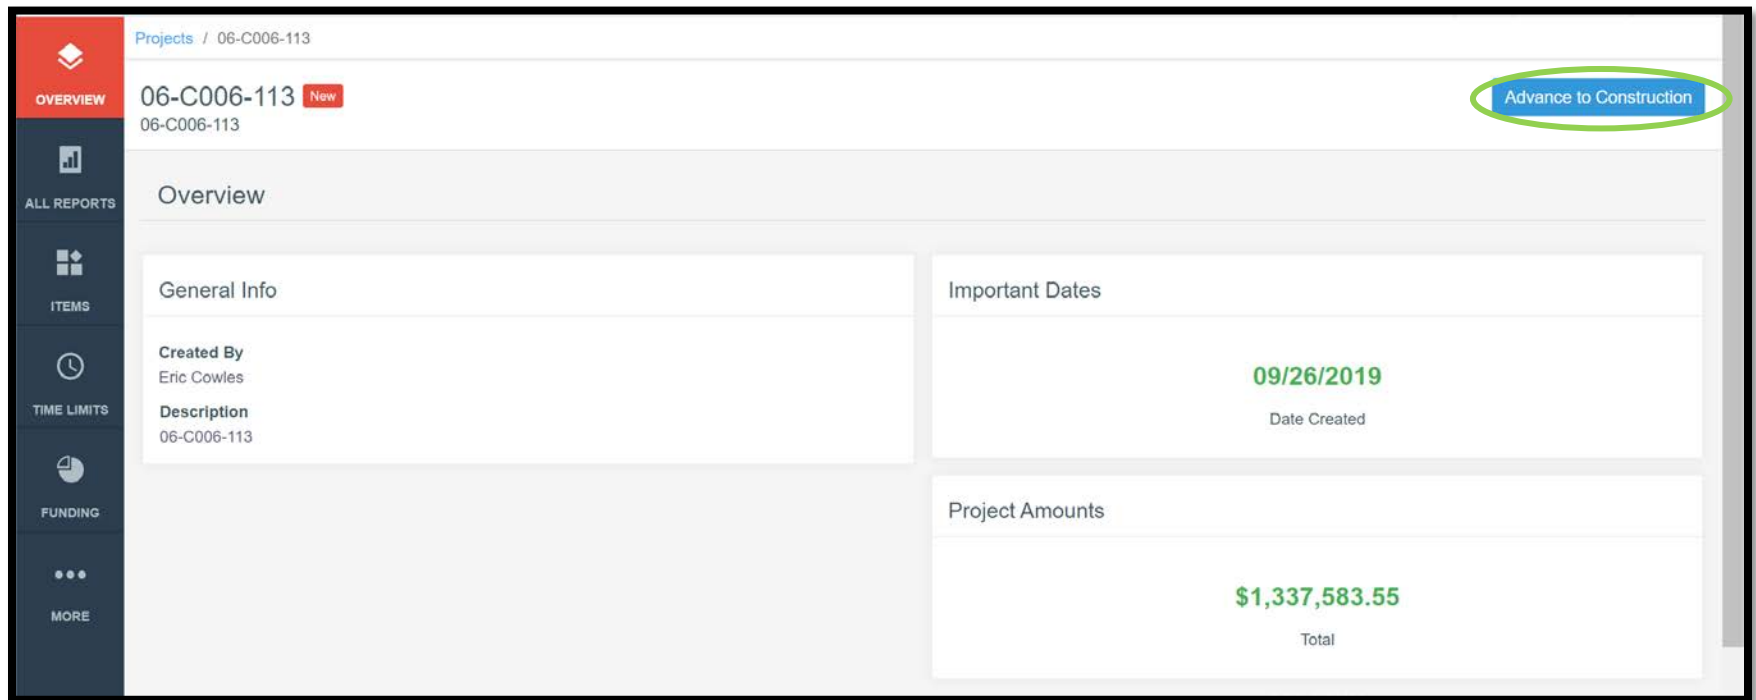 Projects / 06-C006-113
OVERVIEW
06-C006-113 New
06-C006-113
Advance to Construction
ALL REPORTS
ITEMS
TIME LIMITS
FUNDING
MORE
Overview
General Info
Created By
Eric Cowles
Description
06-C006-113
Important Dates
09/26/2019
Date Created
Project Amounts
$1,337,583.55
Total